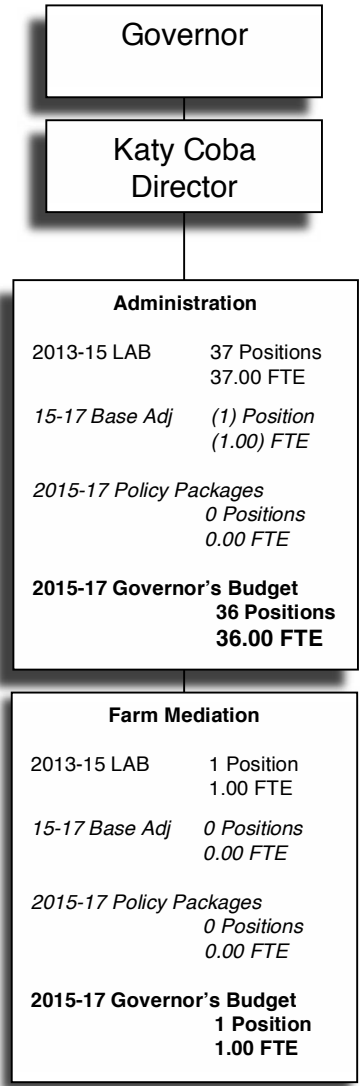 Governor
Katy Coba
Director
Administration
2013-15 LAB 37 Positions
37.00 FTE
15-17 Base Adj (1) Position
(1.00) FTE
2015-17 Policy Packages
0 Positions
0.00 FTE
2015-17 Governor's Budget
36 Positions
36.00 FTE
Farm Mediation
2013-15 LAB 1 Position
1.00 FTE
15-17 Base Adj 0 Positions
0.00 FTE
2015-17 Policy Packages
0 Positions
0.00 FTE
2015-17 Governor's Budget
1 Position
1.00 FTE